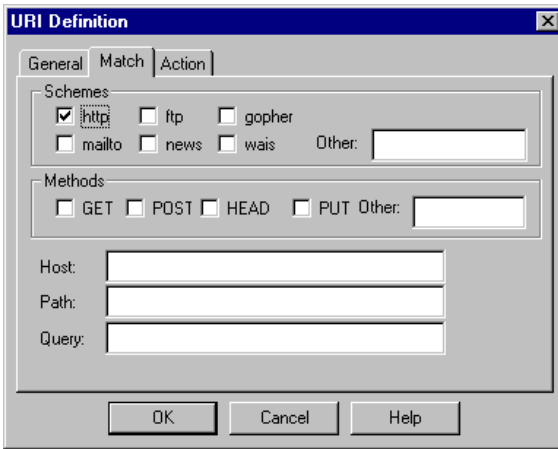 URI Definition
General Match Action
Schemes
http ftp gopher
mailto news wais Other:
Methods
GET POST HEAD PUT Other:
Host:
Path:
Query:
OK Cancel Help